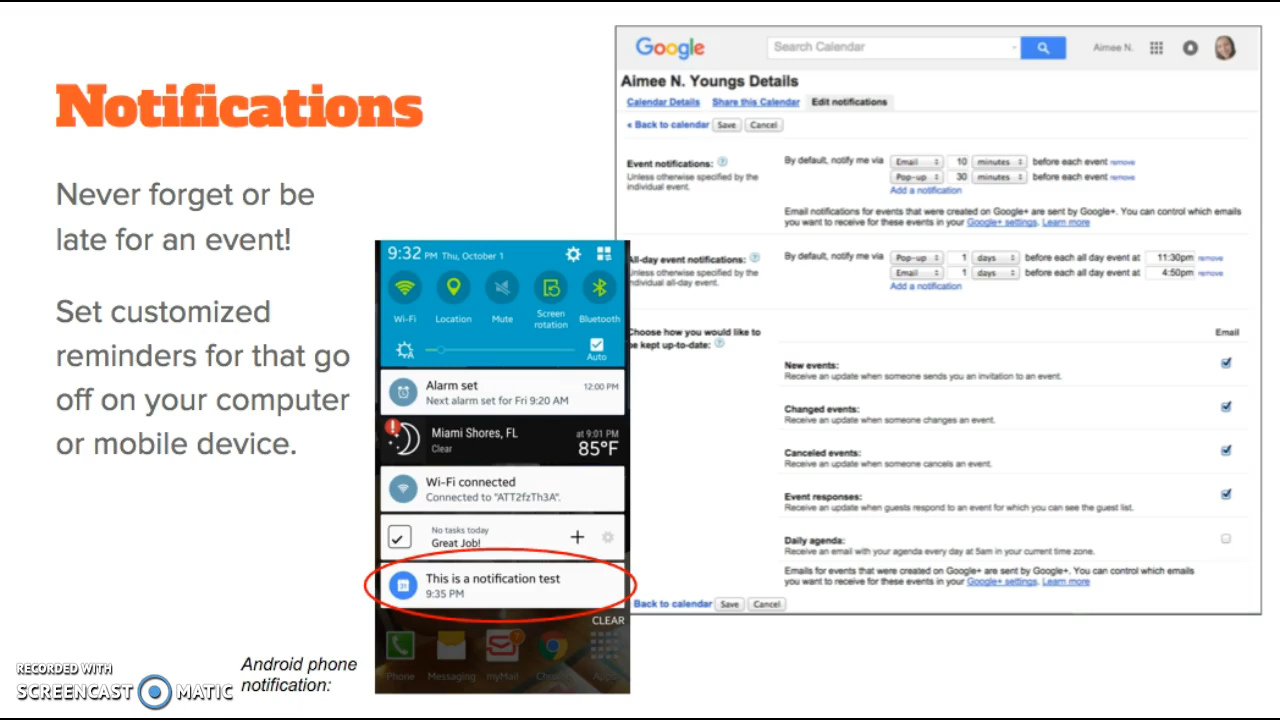 Notifications
Never forget or be
late for an event!
Set customized
reminders for that go
off on your computer
or mobile device.
Android phone
notification:
RECORDED WITH
SCREENCAST MATIC
9:32 PM Thu, October 1
Wi-Fi Location Mute Screen rotation Bluetooth
Auto
Alarm set 12:00 PM
Next alarm set for Fri 9:20 AM
Miami Shores, FL at 9:01 PM
Clear 85°F
Wi-Fi connected
Connected to "ATT2fzTh3A".
No tasks today
Great Job!
This is a notification test
31
9:35 PM
CLEAR
Phone Messaging myMail
Google Search Calendar Aimee N.
Aimee N. Youngs Details
Calendar Details Share this Calendar Edit notifications
« Back to calendar Save Cancel
Event notifications: ? By default, notify me via Email 10 minutes before each event remove
Unless otherwise specified by the
individual event.
Pop-up 30 minutes before each event remove
Add a notification
Email notifications for events that were created on Google+ are sent by Google+. You can control which emails
you want to receive for these events in your Google+ settings. Learn more
All-day event notifications: ? By default, notify me via Pop-up 1 days before each all day event at 11:30pm remove
Unless otherwise specified by the
individual all-day event.
Email 1 days before each all day event at 4:50pm remove
Add a notification
Choose how you would like to
be kept up-to-date: ?
Email
New events:
Receive an update when someone sends you an invitation to an event.
Changed events:
Receive an update when someone changes an event.
Canceled events:
Receive an update when someone cancels an event.
Event responses:
Receive an update when guests respond to an event for which you can see the guest list.
Daily agenda:
Receive an email with your agenda every day at 5am in your current time zone.
Emails for events that were created on Google+ are sent by Google+. You can control which emails
you want to receive for these events in your Google+ settings. Learn more
Back to calendar Save Cancel